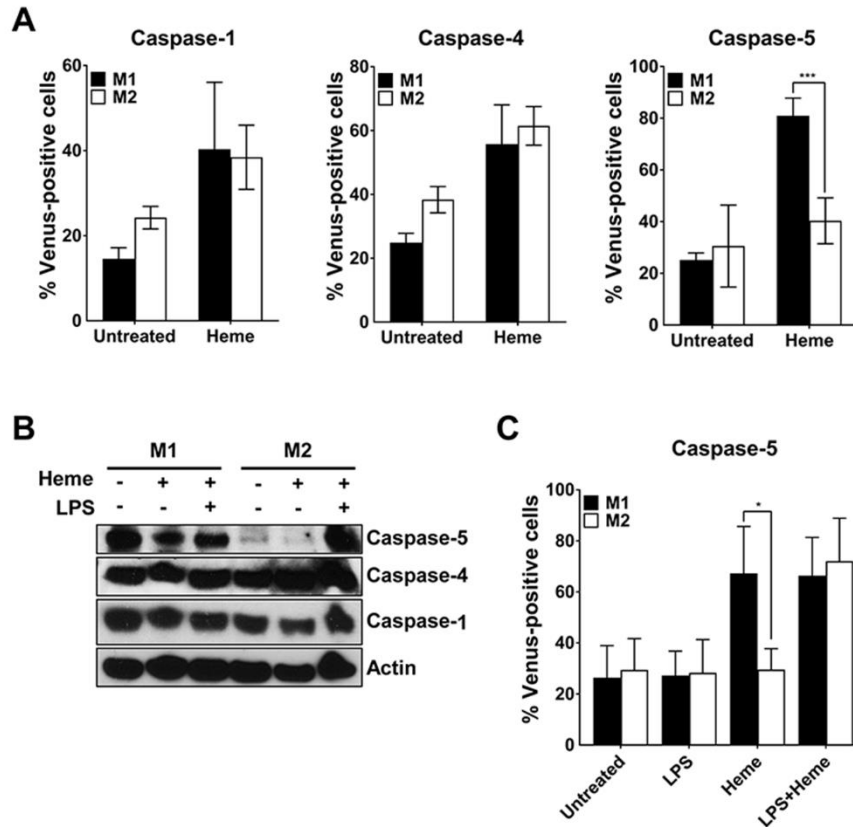 A
Caspase-1
% Venus-positive cells
60
40
20
0
M1
M2
Untreated
Heme
Caspase-4
% Venus-positive cells
80
60
40
20
0
M1
M2
Untreated
Heme
Caspase-5
% Venus-positive cells
100
80
60
40
20
0
M1
M2
***
Untreated
Heme
B
M1 M2
Heme - + + - + +
LPS - - + - - +
Caspase-5
Caspase-4
Caspase-1
Actin
C
Caspase-5
% Venus-positive cells
100
80
60
40
20
0
M1
M2
*
Untreated
LPS
Heme
LPS+Heme